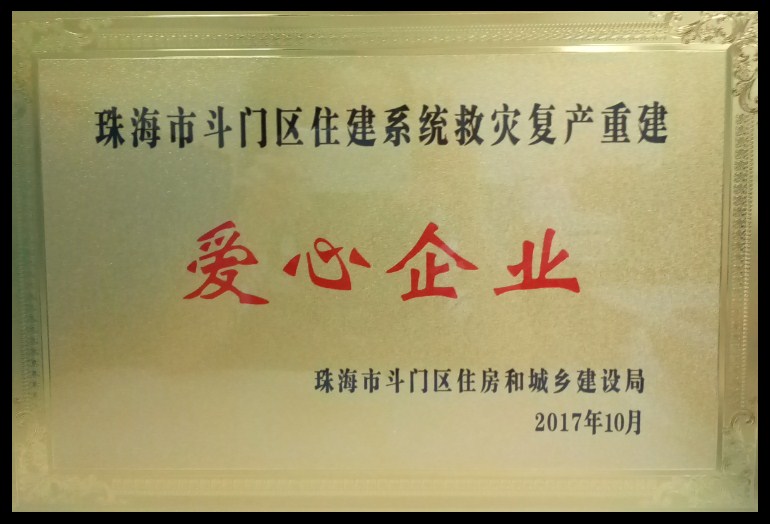 珠海市斗门区住建系统救灾复产重建
爱心企业
珠海市斗门区住房和城乡建设局
2017年10月